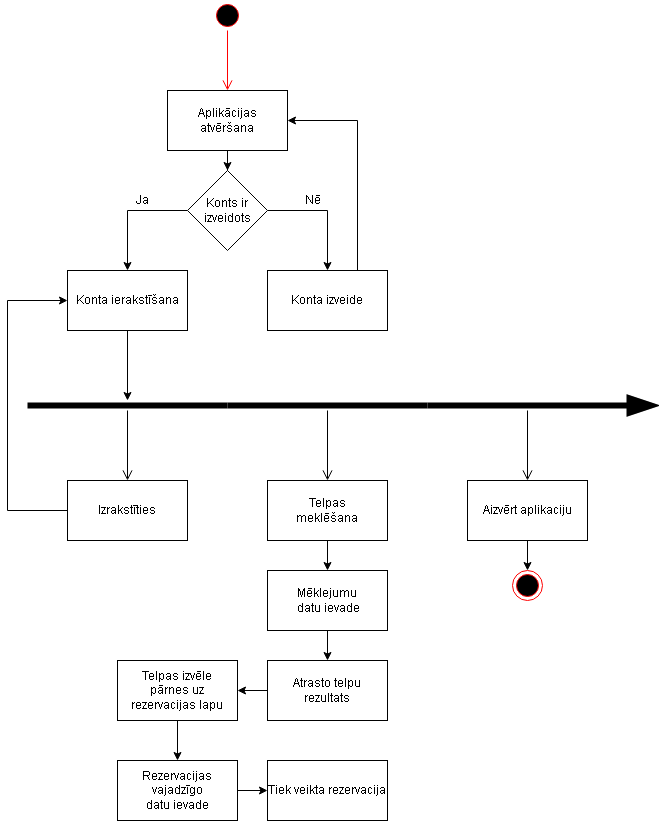 Aplikācijas
atvēršana
Konts ir
izveidots
Ja
Nē
Konta ierakstīšana
Konta izveide
Izrakstīties
Telpas
meklēšana
Aizvērt aplikaciju
Mēklejumu
datu ievade
Telpas izvēle
pārnes uz
rezervacijas lapu
Atrasto telpu
rezultats
Rezervacijas
vajadzīgo
datu ievade
Tiek veikta rezervacija